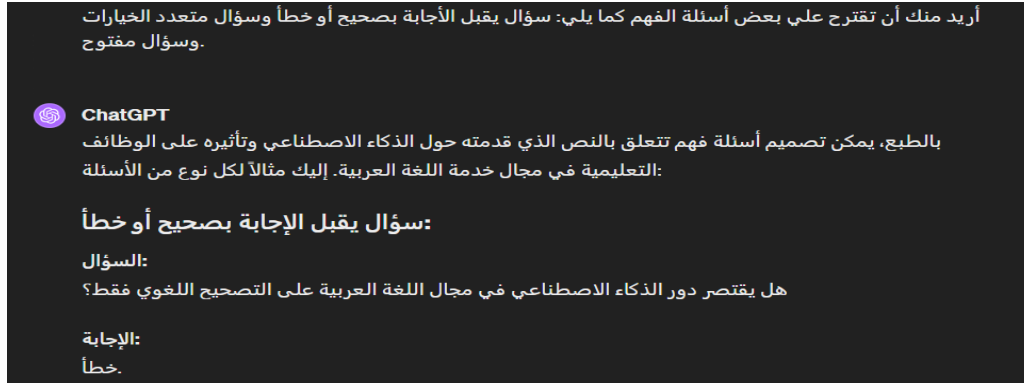 أريد منك أن تقترح علي بعض أسئلة الفهم كما يلي: سؤال يقبل الأجابة بصحيح أو خطأ وسؤال متعدد الخيارات
وسؤال مفتوح.
ChatGPT
بالطبع، يمكن تصميم أسئلة فهم تتعلق بالنص الذي قدمته حول الذكاء الاصطناعي وتأثيره على الوظائف
التعليمية في مجال خدمة اللغة العربية. إليك مثالاً لكل نوع من الأسئلة:
سؤال يقبل الإجابة بصحيح أو خطأ:
السؤال:
هل يقتصر دور الذكاء الاصطناعي في مجال اللغة العربية على التصحيح اللغوي فقط؟
الإجابة:
خطأ.